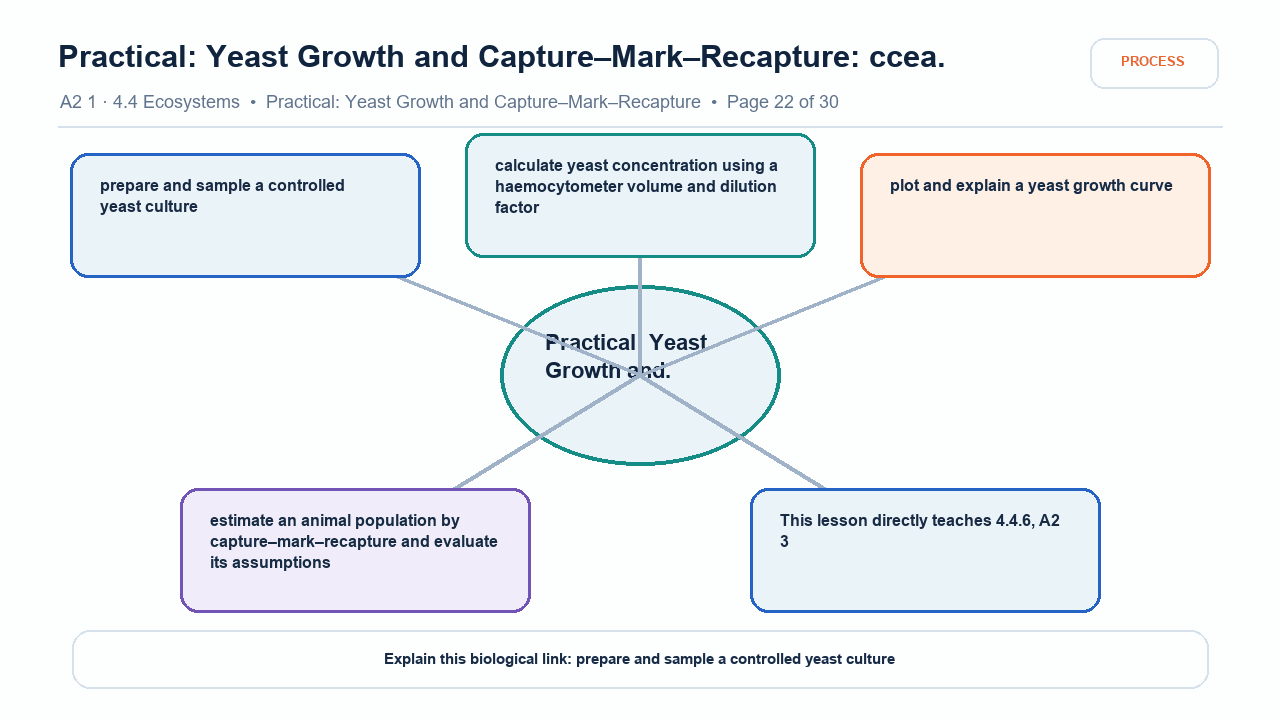 Practical: Yeast Growth and Capture–Mark–Recapture: ccea.
PROCESS
A2 1 · 4.4 Ecosystems • Practical: Yeast Growth and Capture–Mark–Recapture • Page 22 of 30
prepare and sample a controlled
yeast culture
calculate yeast concentration using a
haemocytometer volume and dilution
factor
plot and explain a yeast growth curve
Practical Yeast
Growth and.
estimate an animal population by
capture–mark–recapture and evaluate
its assumptions
This lesson directly teaches 4.4.6, A2
3
Explain this biological link: prepare and sample a controlled yeast culture